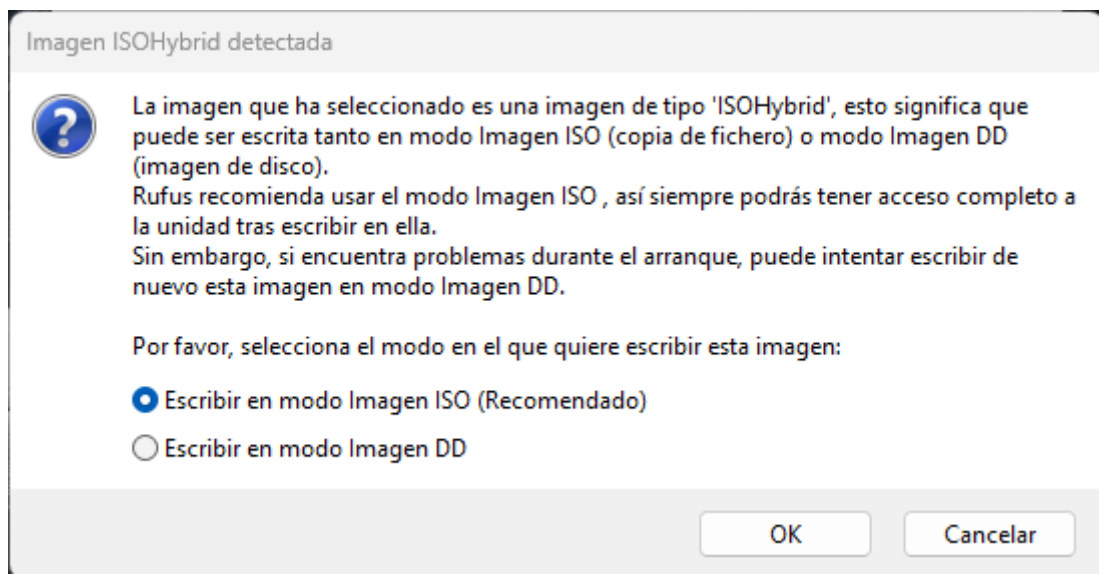 Imagen ISOHybrid detectada
La imagen que ha seleccionado es una imagen de tipo 'ISOHybrid', esto significa que
puede ser escrita tanto en modo Imagen ISO (copia de fichero) o modo Imagen DD
(imagen de disco).
Rufus recomienda usar el modo Imagen ISO , así siempre podrás tener acceso completo a
la unidad tras escribir en ella.
Sin embargo, si encuentra problemas durante el arranque, puede intentar escribir de
nuevo esta imagen en modo Imagen DD.
Por favor, selecciona el modo en el que quiere escribir esta imagen:
Escribir en modo Imagen ISO (Recomendado)
Escribir en modo Imagen DD
OK
Cancelar